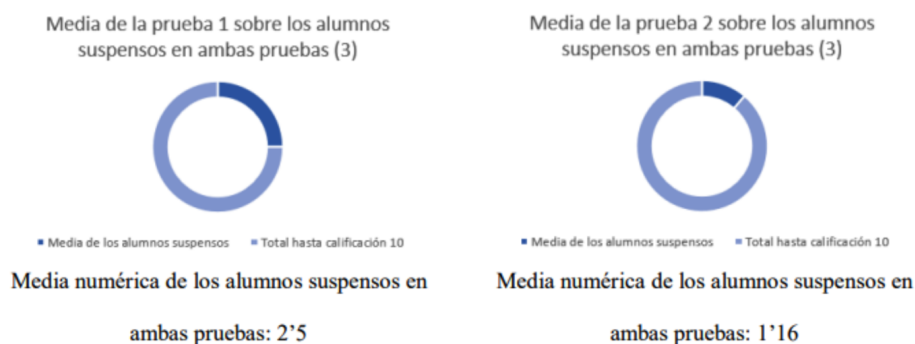 Media de la prueba 1 sobre los alumnos
suspensos en ambas pruebas (3)
Media de los alumnos suspensos
Total hasta calificación 10
Media numérica de los alumnos suspensos en
ambas pruebas: 2’5
Media de la prueba 2 sobre los alumnos
suspensos en ambas pruebas (3)
Media de los alumnos suspensos
Total hasta calificación 10
Media numérica de los alumnos suspensos en
ambas pruebas: 1’16